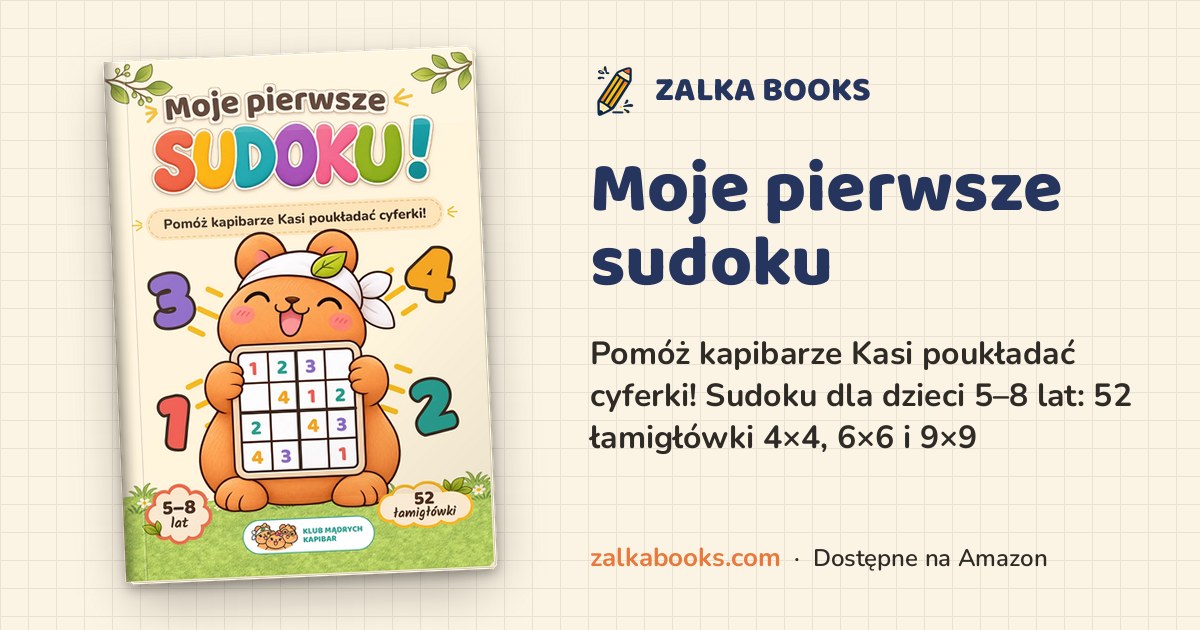 Moje pierwsze
SUDOKU!
Pomóż kapibarze Kasi poukładać cyferki!
3
4
1 2 3
4 1 2
2 4 3
4 3 1
1
2
5–8
lat
52
łamigłówki
KLUB MĄDRYCH
KAPIBAR
ZALKA BOOKS
Moje pierwsze
sudoku
Pomóż kapibarze Kasi poukładać
cyferki! Sudoku dla dzieci 5–8 lat: 52
łamigłówki 4×4, 6×6 i 9×9
zalkabooks.com · Dostępne na Amazon